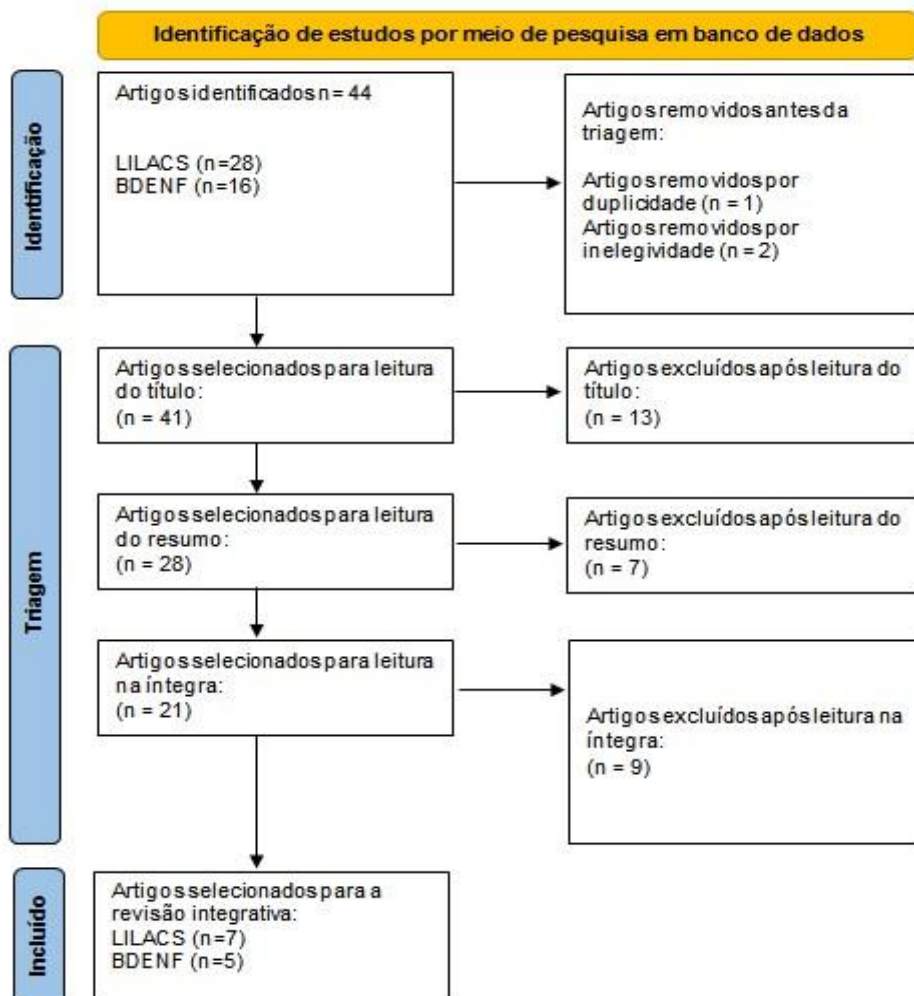 Identificação de estudos por meio de pesquisa em banco de dados
Identificação
Artigos identificados n= 44
LILACS (n=28)
BDENF (n=16)
Artigos removidos antes da
triagem:
Artigos removidos por
duplicidade (n = 1)
Artigos removidos por
inelegividade (n = 2)
Triagem
Artigos selecionados para leitura
do título:
(n = 41)
Artigos excluídos após leitura do
título:
(n = 13)
Artigos selecionados para leitura
do resumo:
(n = 28)
Artigos excluídos após leitura do
resumo:
(n = 7)
Artigos selecionados para leitura
na íntegra:
(n = 21)
Artigos excluídos após leitura na
íntegra:
(n = 9)
Incluído
Artigos selecionados para a
revisão integrativa:
LILACS (n=7)
BDENF (n=5)